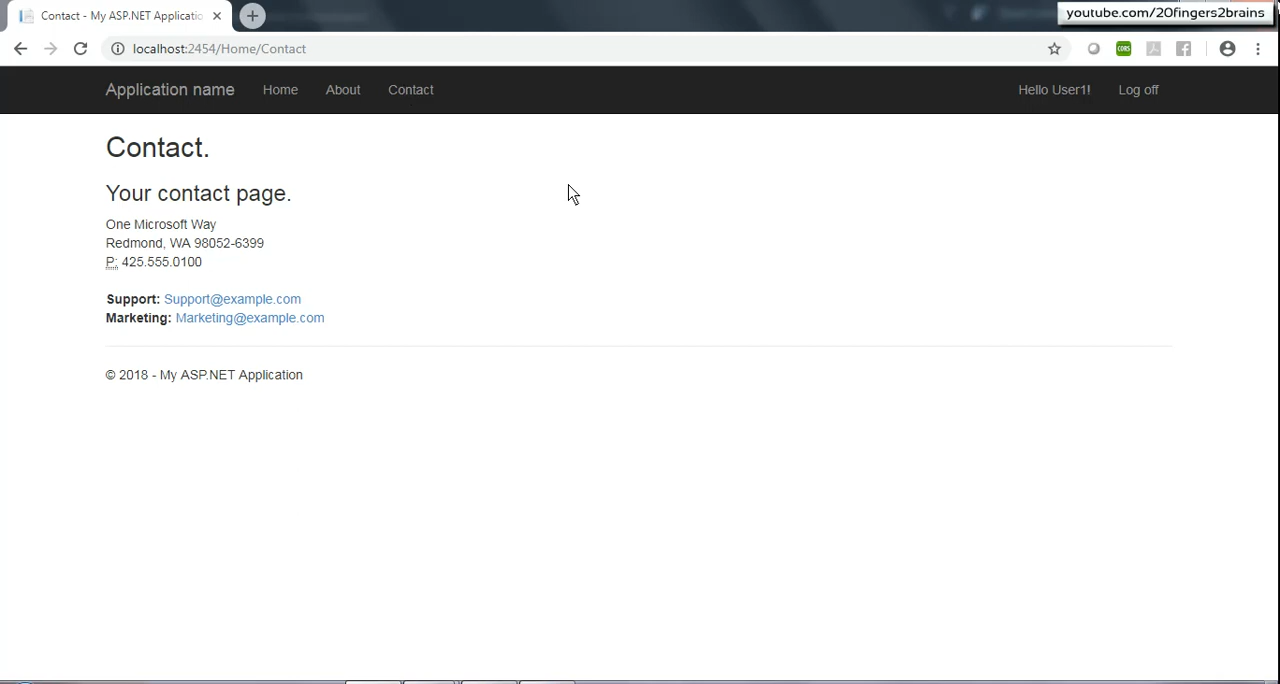 Contact - My ASP.NET Applicatio
youtube.com/20fingers2brains
localhost:2454/Home/Contact
CORS
Application name Home About Contact Hello User1! Log off
Contact.
Your contact page.
One Microsoft Way
Redmond, WA 98052-6399
P: 425.555.0100
Support: Support@example.com
Marketing: Marketing@example.com
© 2018 - My ASP.NET Application